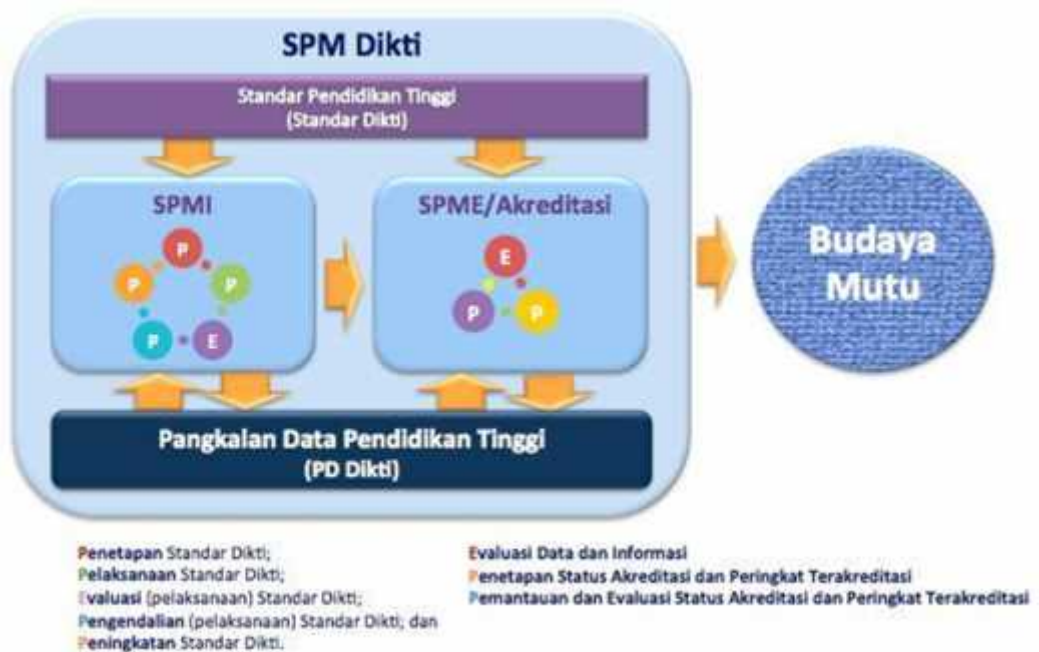 SPM Dikti
Standar Pendidikan Tinggi
(Standar Dikti)
SPMI
P
P
P
P
E
SPME/Akreditasi
E
P
P
Budaya
Mutu
Pangkalan Data Pendidikan Tinggi
(PD Dikti)
Penetapan Standar Dikti;
Pelaksanaan Standar Dikti;
Evaluasi (pelaksanaan) Standar Dikti;
Pengendalian (pelaksanaan) Standar Dikti; dan
Peningkatan Standar Dikti.
Evaluasi Data dan Informasi
Penetapan Status Akreditasi dan Peringkat Terakreditasi
Pemantauan dan Evaluasi Status Akreditasi dan Peringkat Terakreditasi